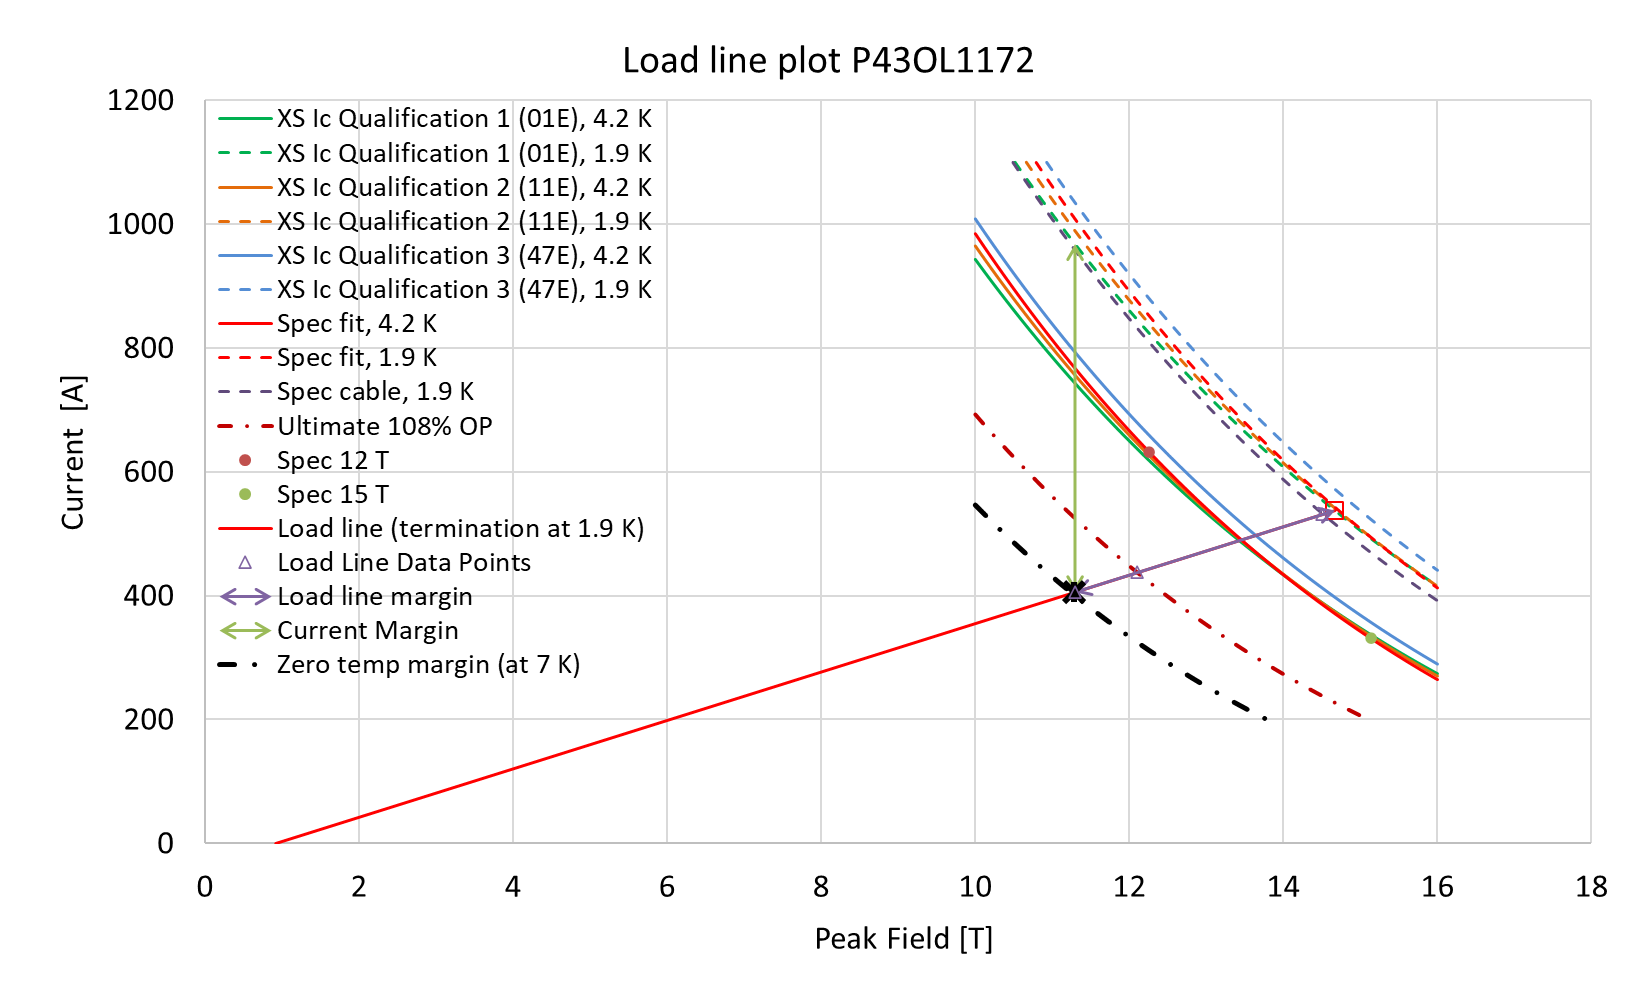 Load line plot P43OL1172
1200
1000
800
600
400
200
0
Current [A]
XS Ic Qualification 1 (01E), 4.2 K
XS Ic Qualification 1 (01E), 1.9 K
XS Ic Qualification 2 (11E), 4.2 K
XS Ic Qualification 2 (11E), 1.9 K
XS Ic Qualification 3 (47E), 4.2 K
XS Ic Qualification 3 (47E), 1.9 K
Spec fit, 4.2 K
Spec fit, 1.9 K
Spec cable, 1.9 K
Ultimate 108% OP
Spec 12 T
Spec 15 T
Load line (termination at 1.9 K)
Load Line Data Points
Load line margin
Current Margin
Zero temp margin (at 7 K)
0 2 4 6 8 10 12 14 16 18
Peak Field [T]